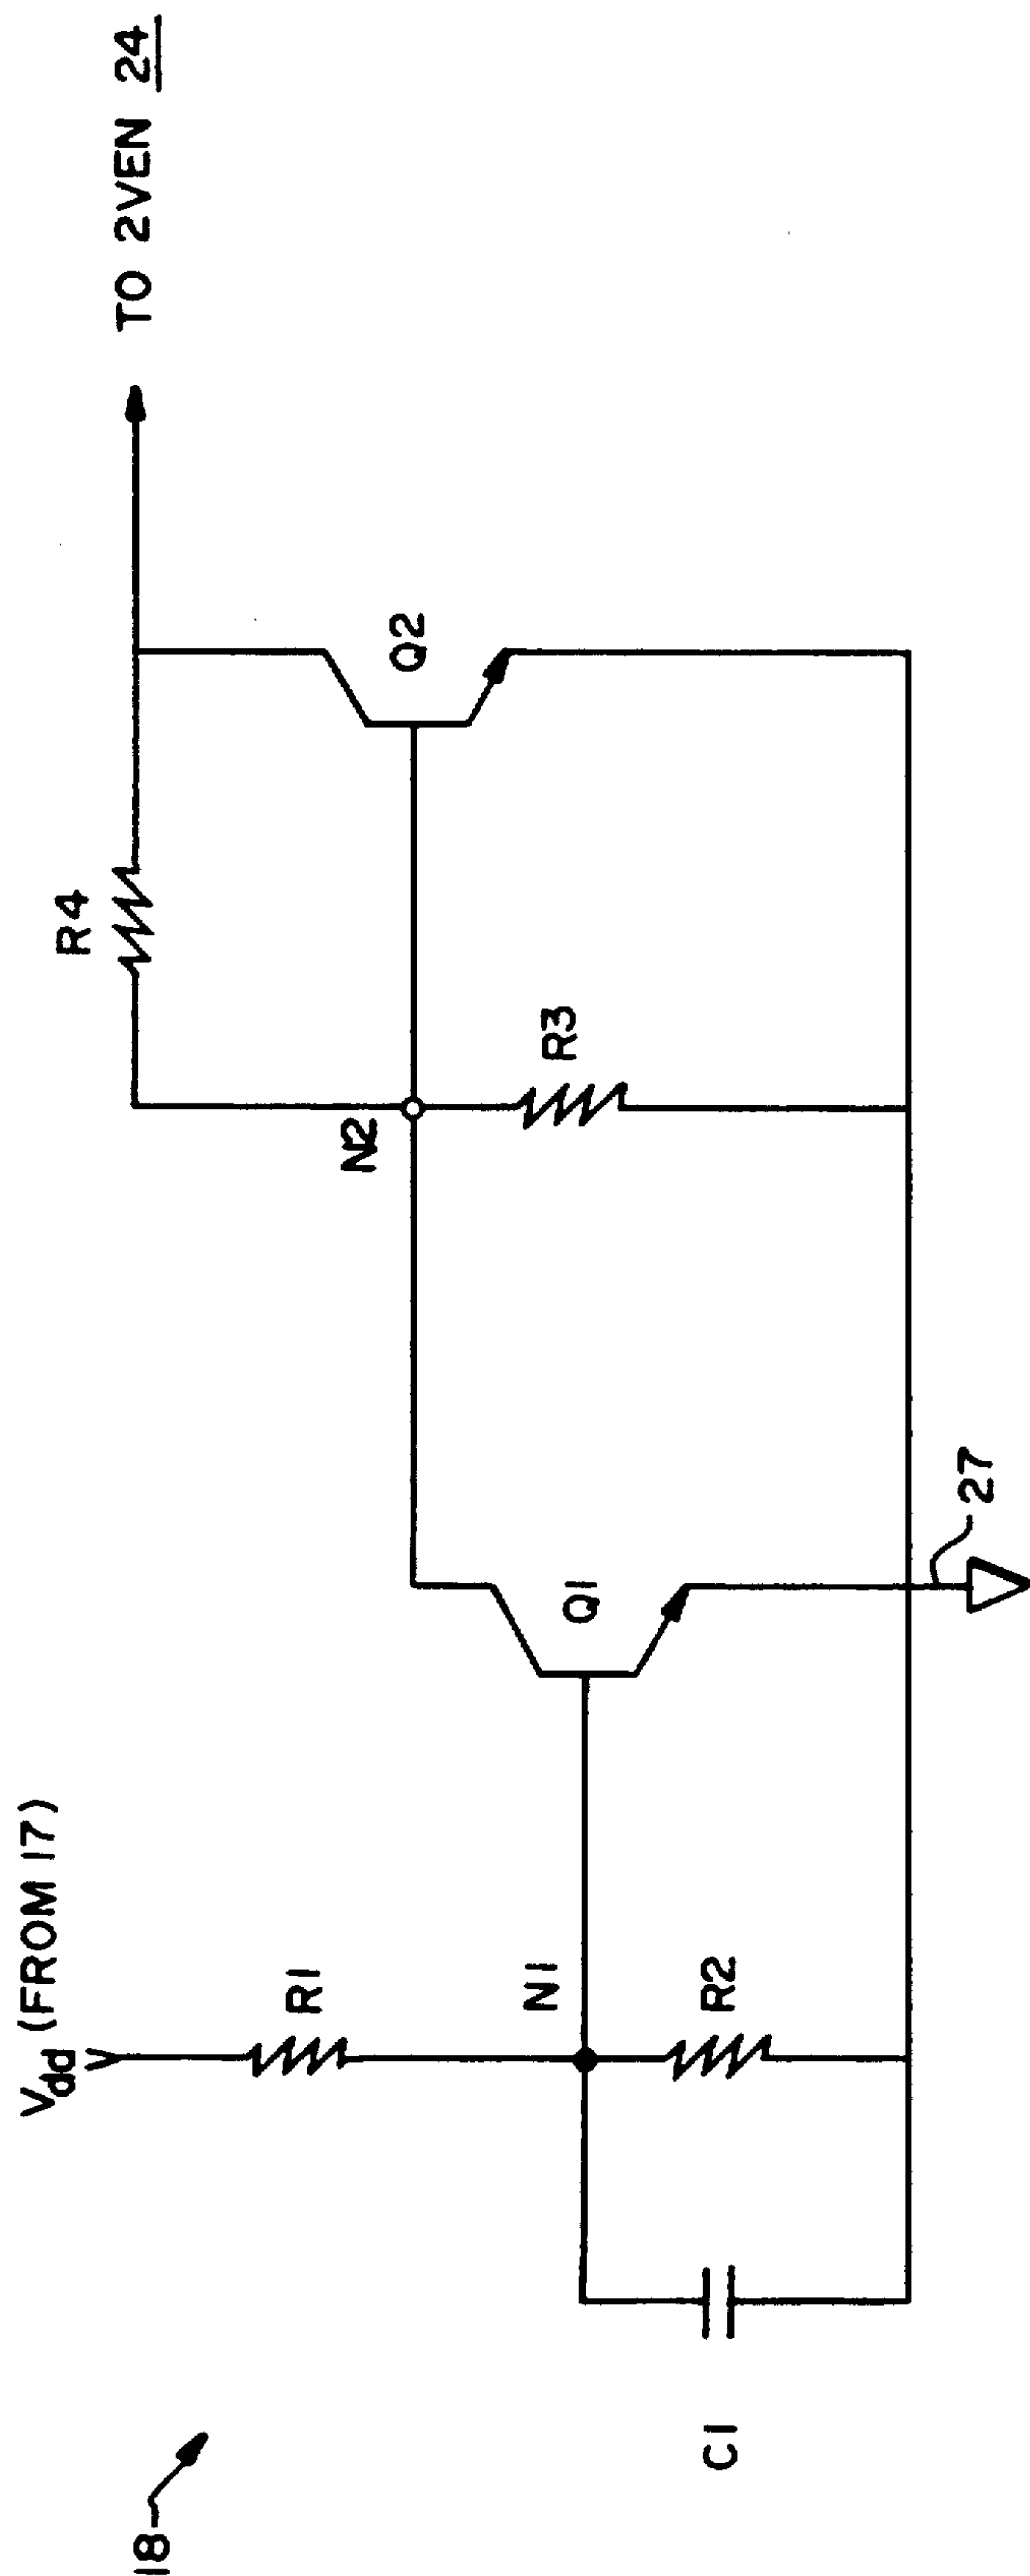 18
C1
Vdd (FROM 17)
R1
N1
R2
Q1
27
N2
R3
R4
Q2
TO 2VEN 24